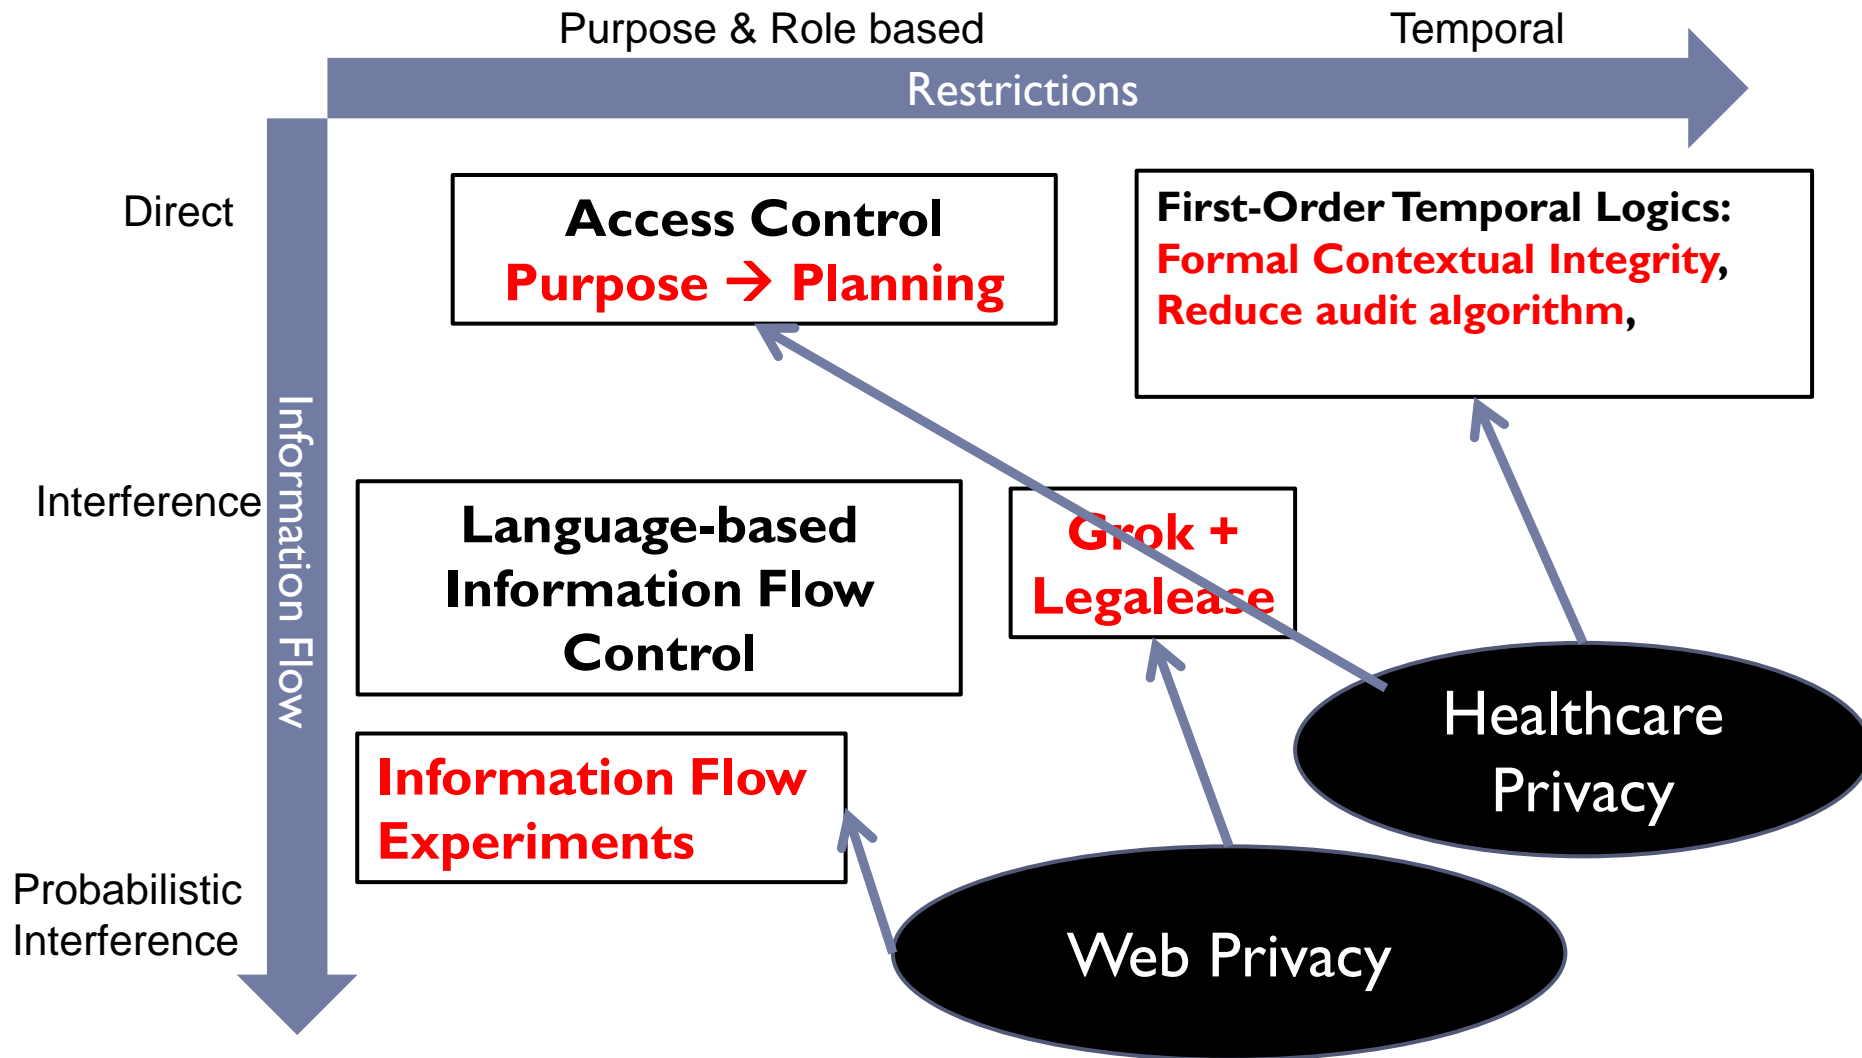 Purpose & Role based
Temporal
Restrictions
Direct
Access Control
Purpose → Planning
First-Order Temporal Logics:
Formal Contextual Integrity,
Reduce audit algorithm,
Information Flow
Interference
Language-based
Information Flow
Control
Grok +
Legalease
Healthcare
Privacy
Information Flow
Experiments
Probabilistic
Interference
Web Privacy